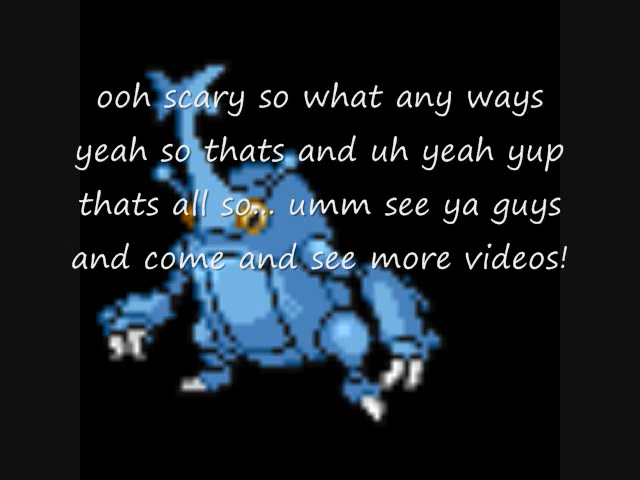 ooh scary so what any ways
yeah so thats and uh yeah yup
thats all so... umm see ya guys
and come and see more videos!